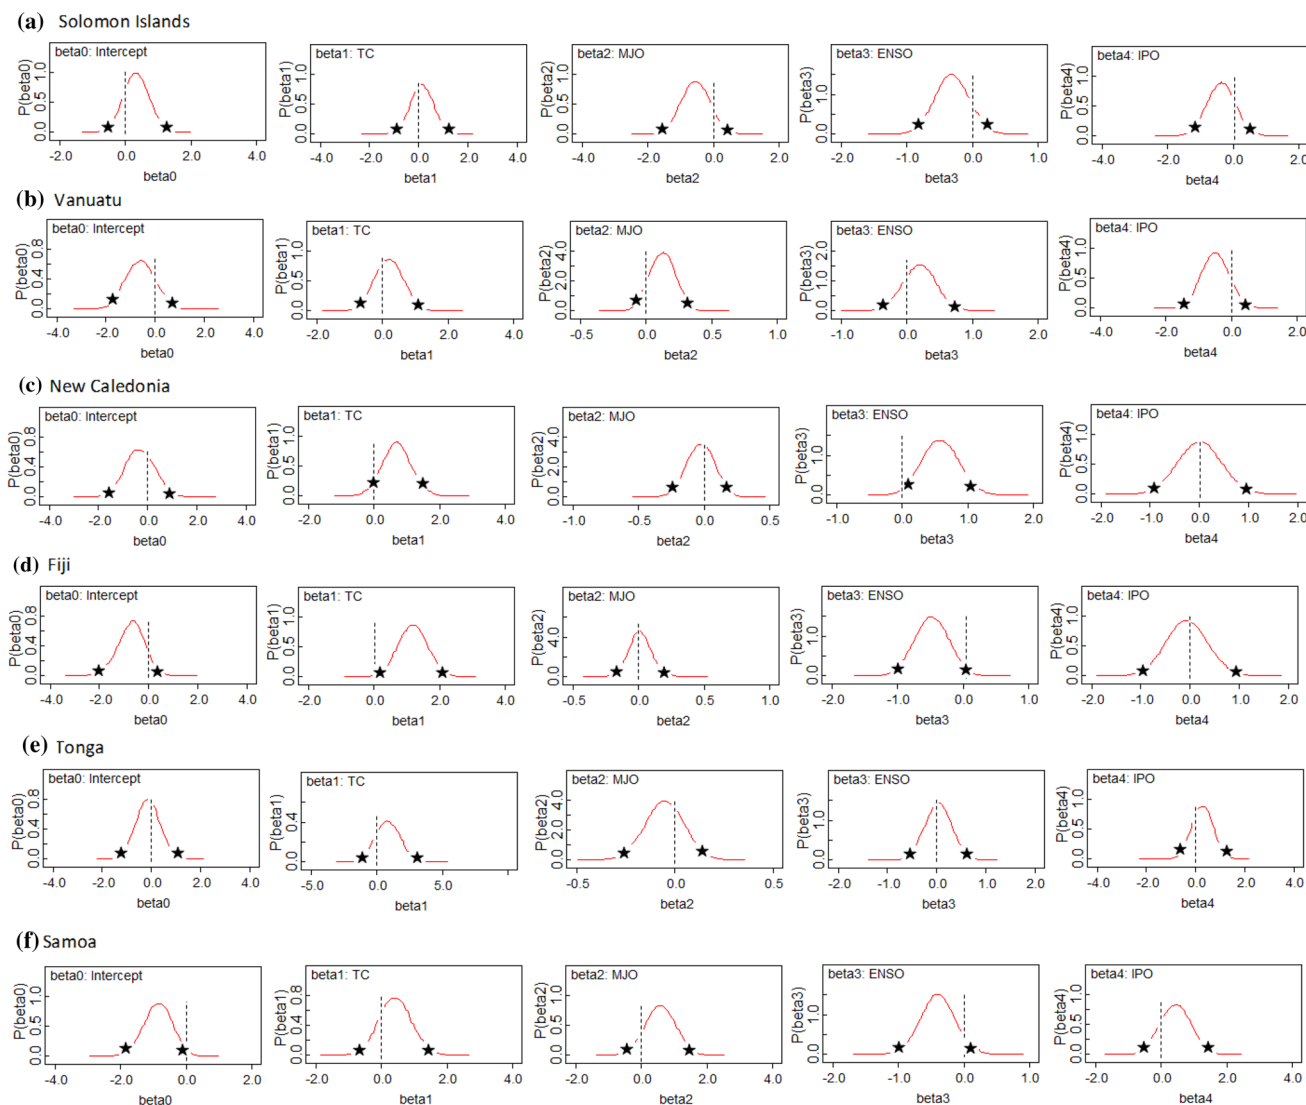 (a) Solomon Islands
beta0: Intercept
P(beta0)
0.0 0.5 1.0
-2.0 0.0 2.0 4.0
beta0
beta1: TC
P(beta1)
0.0 0.5 1.0
-4.0 -2.0 0.0 2.0 4.0
beta1
beta2: MJO
P(beta2)
0.0 0.5 1.0
-4.0 -2.0 0.0 2.0
beta2
beta3: ENSO
P(beta3)
0.0 1.0
-2.0 -1.0 0.0 1.0
beta3
beta4: IPO
P(beta4)
0.0 0.5 1.0
-4.0 -2.0 0.0 2.0
beta4
(b) Vanuatu
beta0: Intercept
P(beta0)
0.0 0.4 0.8
-4.0 -2.0 0.0 2.0 4.0
beta0
beta1: TC
P(beta1)
0.0 0.5 1.0
-2.0 0.0 2.0 4.0
beta1
beta2: MJO
P(beta2)
0.0 2.0 4.0
-0.5 0.0 0.5 1.0
beta2
beta3: ENSO
P(beta3)
0.0 1.0 2.0
-1.0 0.0 1.0 2.0
beta3
beta4: IPO
P(beta4)
0.0 0.5 1.0
-4.0 -2.0 0.0 2.0
beta4
(c) New Caledonia
beta0: Intercept
P(beta0)
0.0 0.4 0.8
-4.0 -2.0 0.0 2.0 4.0
beta0
beta1: TC
P(beta1)
0.0 1.0
-2.0 0.0 2.0 4.0
beta1
beta2: MJO
P(beta2)
0.0 2.0 4.0
-1.0 -0.5 0.0 0.5
beta2
beta3: ENSO
P(beta3)
0.0 1.0
-1.0 0.0 1.0 2.0
beta3
beta4: IPO
P(beta4)
0.0 0.5 1.0
-2.0 -1.0 0.0 1.0 2.0
beta4
(d) Fiji
beta0: Intercept
P(beta0)
0.0 0.4 0.8
-4.0 -2.0 0.0 2.0 4.0
beta0
beta1: TC
P(beta1)
0.0 0.5 1.0
-2.0 0.0 2.0 4.0
beta1
beta2: MJO
P(beta2)
0.0 4.0
-0.5 0.0 0.5 1.0
beta2
beta3: ENSO
P(beta3)
0.0 1.0
-2.0 -1.0 0.0 1.0
beta3
beta4: IPO
P(beta4)
0.0 0.5 1.0
-2.0 -1.0 0.0 1.0 2.0
beta4
(e) Tonga
beta0: Intercept
P(beta0)
0.0 0.4 0.8
-4.0 -2.0 0.0 2.0 4.0
beta0
beta1: TC
P(beta1)
0.0 0.4
-5.0 0.0 5.0
beta1
beta2: MJO
P(beta2)
0.0 2.0 4.0
-0.5 0.0 0.5
beta2
beta3: ENSO
P(beta3)
0.0 1.0
-2.0 -1.0 0.0 1.0 2.0
beta3
beta4: IPO
P(beta4)
0.0 0.5 1.0
-4.0 -2.0 0.0 2.0 4.0
beta4
(f) Samoa
beta0: Intercept
P(beta0)
0.0 0.5 1.0
-4.0 -2.0 0.0 2.0
beta0
beta1: TC
P(beta1)
0.0 0.4 0.8
-2.0 0.0 2.0 4.0
beta1
beta2: MJO
P(beta2)
0.0 0.5 1.0
-2.0 0.0 2.0 4.0
beta2
beta3: ENSO
P(beta3)
0.0 1.0
-2.0 -1.0 0.0 1.0
beta3
beta4: IPO
P(beta4)
0.0 0.5 1.0
-2.0 0.0 2.0 4.0
beta4